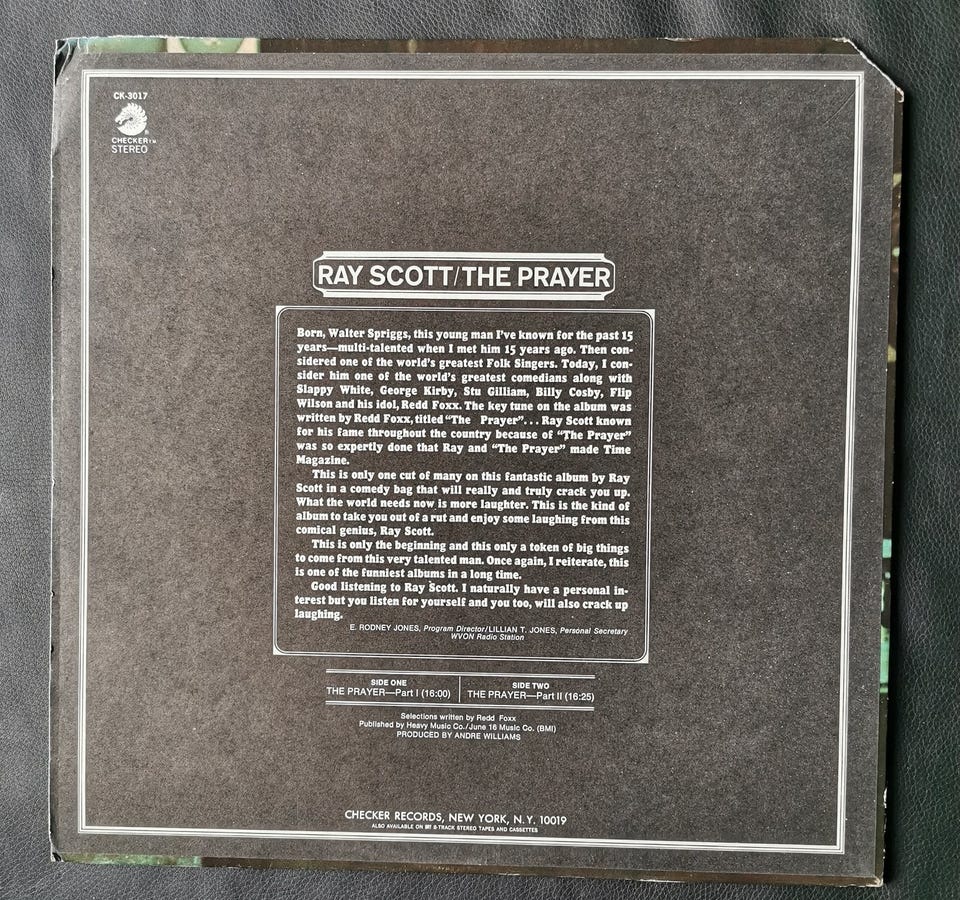 CK-3017
CHECKER™
STEREO
RAY SCOTT/THE PRAYER
Born, Walter Spriggs, this young man I've known for the past 15
years—multi-talented when I met him 15 years ago. Then con-
sidered one of the world's greatest Folk Singers. Today, I con-
sider him one of the world's greatest comedians along with
Slappy White, George Kirby, Stu Gilliam, Billy Cosby, Flip
Wilson and his idol, Redd Foxx. The key tune on the album was
written by Redd Foxx, titled "The Prayer"... Ray Scott known
for his fame throughout the country because of "The Prayer"
was so expertly done that Ray and "The Prayer" made Time
Magazine.
This is only one cut of many on this fantastic album by Ray
Scott in a comedy bag that will really and truly crack you up.
What the world needs now is more laughter. This is the kind of
album to take you out of a rut and enjoy some laughing from this
comical genius, Ray Scott.
This is only the beginning and this only a token of big things
to come from this very talented man. Once again, I reiterate, this
is one of the funniest albums in a long time.
Good listening to Ray Scott. I naturally have a personal in-
terest but you listen for yourself and you too, will also crack up
laughing.
E. RODNEY JONES, Program Director/LILLIAN T. JONES, Personal Secretary
WVON Radio Station
SIDE ONE
THE PRAYER—Part I (16:00)
SIDE TWO
THE PRAYER—Part II (16:25)
Selections written by Redd Foxx
Published by Heavy Music Co./June 16 Music Co. (BMI)
PRODUCED BY ANDRE WILLIAMS
CHECKER RECORDS, NEW YORK, N.Y. 10019
ALSO AVAILABLE ON GRT 8-TRACK STEREO TAPES AND CASSETTES